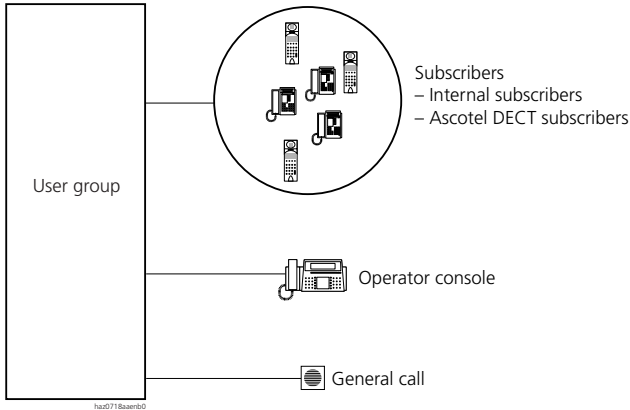 Subscribers
– Internal subscribers
– Ascotel DECT subscribers
User group
Operator console
General call
haz0718aaenb0